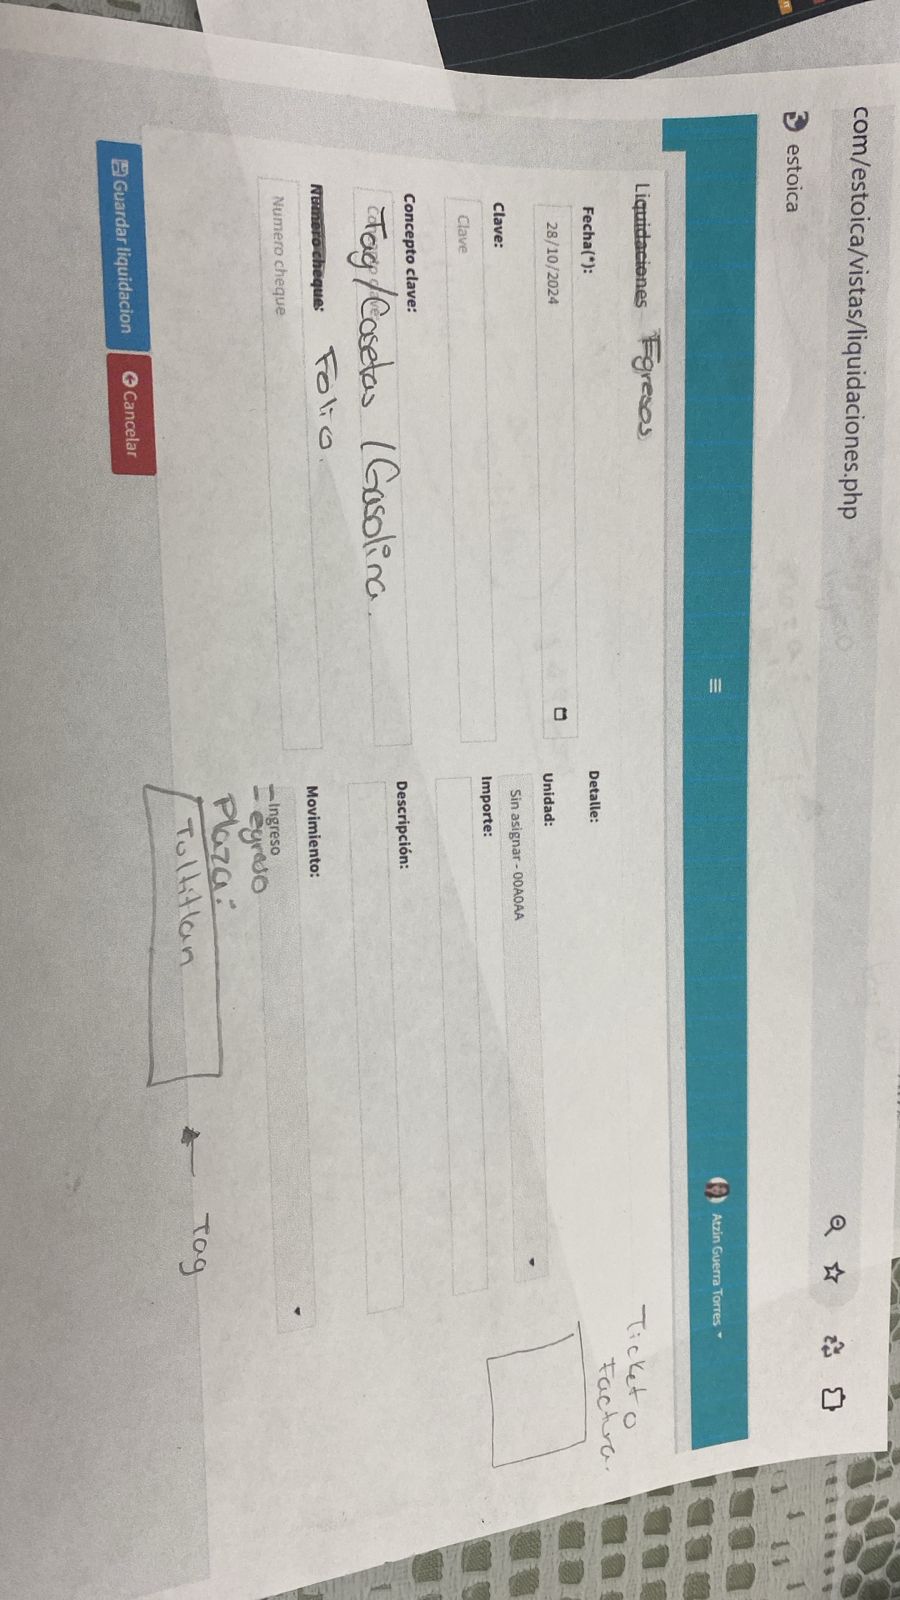 com/estoica/vistas/liquidaciones.php
estoica
Atzin Guerra Torres
Liquidaciones Egresos
Fecha(*):
28/10/2024
Clave:
Clave
Concepto clave:
Tag/Casetas /Gasolina.
Numero cheque: Folio.
Numero cheque
Detalle:
Unidad:
Sin asignar - 00A0AA
Importe:
Descripción:
Movimiento:
- Ingreso
- egreso
Plaza:
Tultitlan
Tag
Ticket o
Factura.
Guardar liquidacion
Cancelar